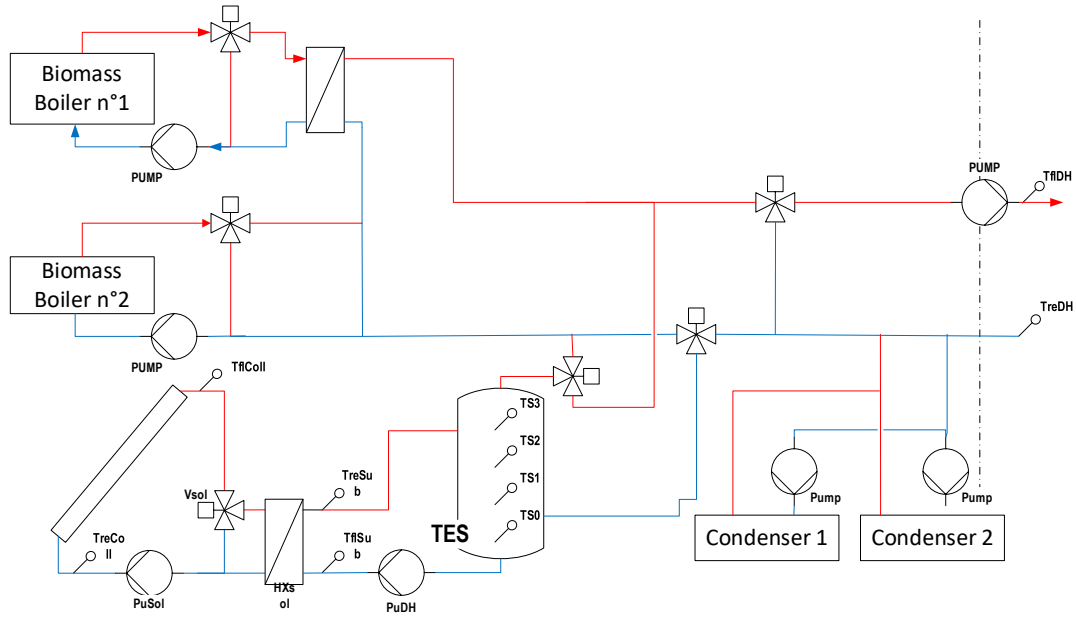 Biomass
Boiler n°1
PUMP
PUMP
TflDH
Biomass
Boiler n°2
PUMP
TreDH
TflColl
TS3
TS2
TS1
TS0
TES
TreSu
b
Vsol
TreCo
ll
TflSu
b
PuSol
HXs
ol
PuDH
Pump
Pump
Condenser 1
Condenser 2